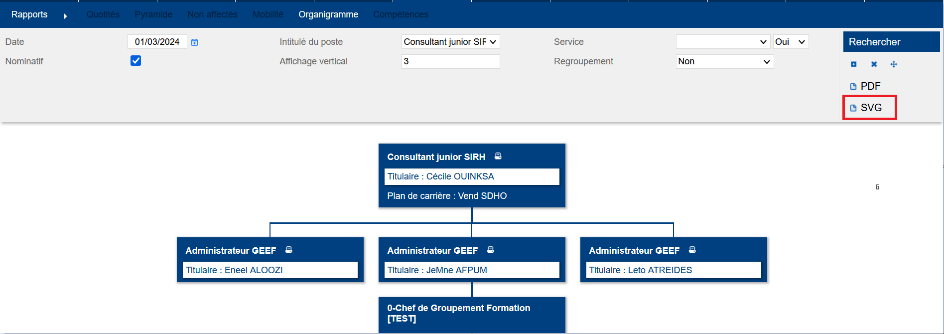 Rapports Qualités Pyramide Non affectés Mobilité Organigramme Compétences
Date 01/03/2024 Intitulé du poste Consultant junior SIR Service Oui Rechercher
Nominatif Affichage vertical 3 Regroupement Non
PDF
SVG
Consultant junior SIRH
Titulaire : Cécile OUINKSA
Plan de carrière : Vend SDHO
6
Administrateur GEEF Administrateur GEEF Administrateur GEEF
Titulaire : Eneel ALOOZI Titulaire : JeMne AFPUM Titulaire : Leto ATREIDES
0-Chef de Groupement Formation
[TEST]